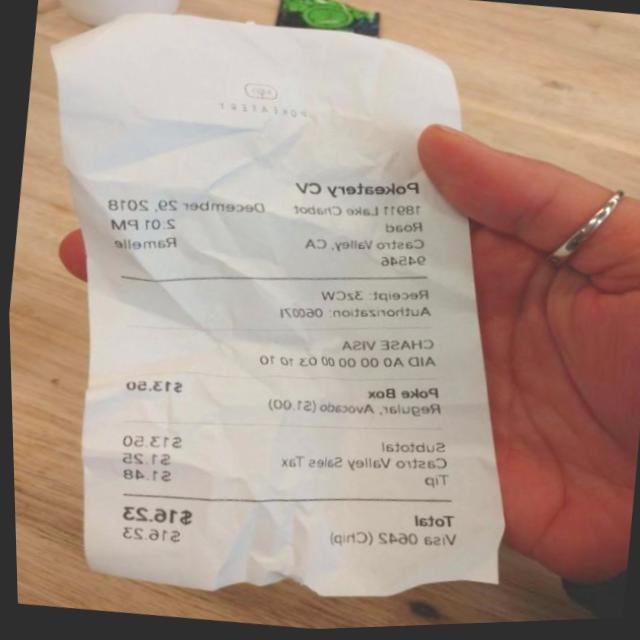 POKEATERY
Pokeatery CV
18911 Lake Chabot December 29, 2018
Road 2:01 PM
Castro Valley, CA Ramelle
94546
Receipt: 3zCW
Authorization: 060071
CHASE VISA
AID A0 00 00 00 03 10 10
Poke Box $13.50
Regular, Avocado ($1.00)
Subtotal $13.50
Castro Valley Sales Tax $1.25
Tip $1.48
Total $16.23
Visa 0642 (Chip) $16.23